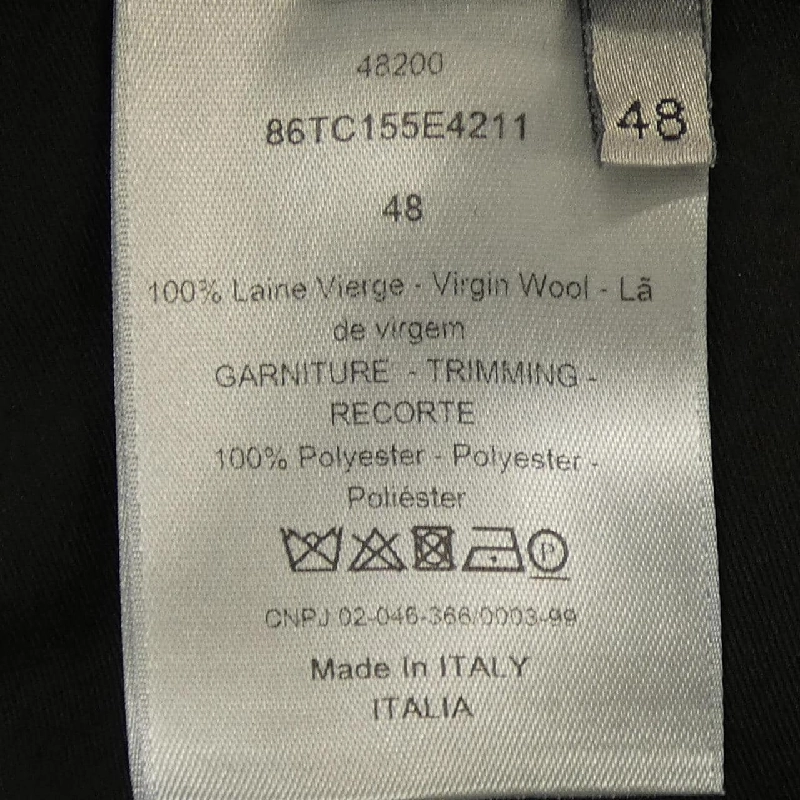 48200
86TC155E4211
48
48
100% Laine Vierge - Virgin Wool - Lã
de virgem
GARNITURE - TRIMMING -
RECORTE
100% Polyester - Polyester -
Poliéster
P
CNPJ 02-046-366/0003-99
Made In ITALY
ITALIA